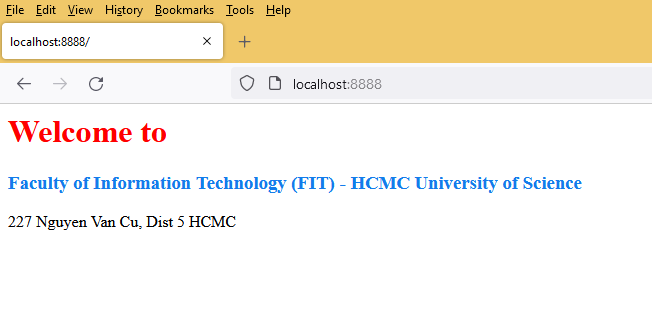 File Edit View History Bookmarks Tools Help
localhost:8888/
localhost:8888
Welcome to
Faculty of Information Technology (FIT) - HCMC University of Science
227 Nguyen Van Cu, Dist 5 HCMC